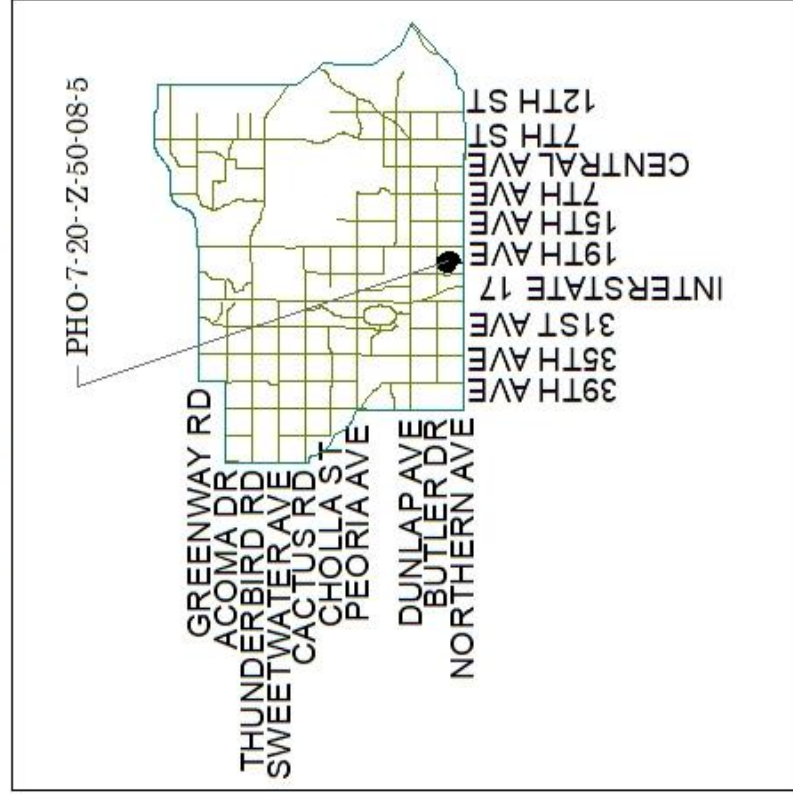 PHO-7-20--Z-50-08-5
GREENWAY RD
ACOMA DR
THUNDERBIRD RD
SWEETWATER AVE
CACTUS RD
CHOLLA ST
PEORIA AVE
DUNLAP AVE
BUTLER DR
NORTHERN AVE
39TH AVE
35TH AVE
31ST AVE
INTERSTATE 17
19TH AVE
15TH AVE
7TH AVE
CENTRAL AVE
7TH ST
12TH ST